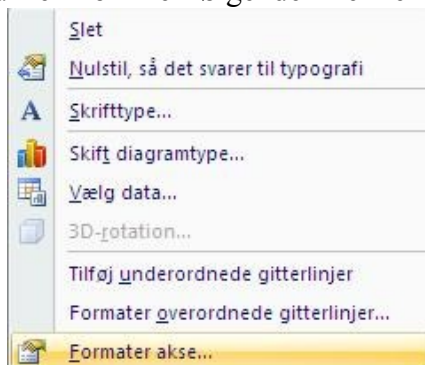 Slet
Nulstil, så det svarer til typografi
Skrifttype...
Skift diagramtype...
Vælg data...
3D-rotation...
Tilføj underordnede gitterlinjer
Formater overordnede gitterlinjer...
Formater akse...